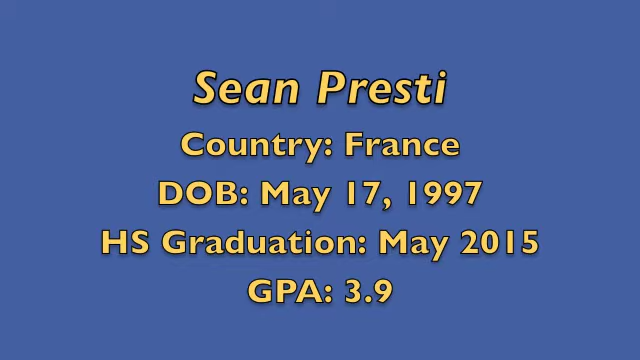 Sean Presti
Country: France
DOB: May 17, 1997
HS Graduation: May 2015
GPA: 3.9